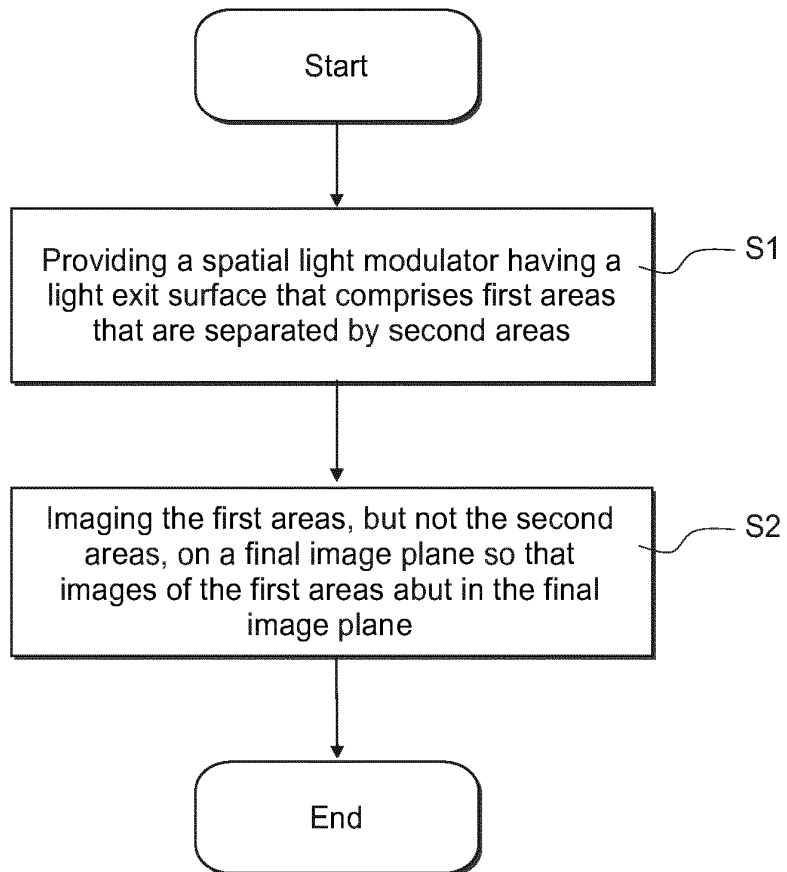 Start
Providing a spatial light modulator having a
light exit surface that comprises first areas
that are separated by second areas
S1
Imaging the first areas, but not the second
areas, on a final image plane so that
images of the first areas abut in the final
image plane
S2
End